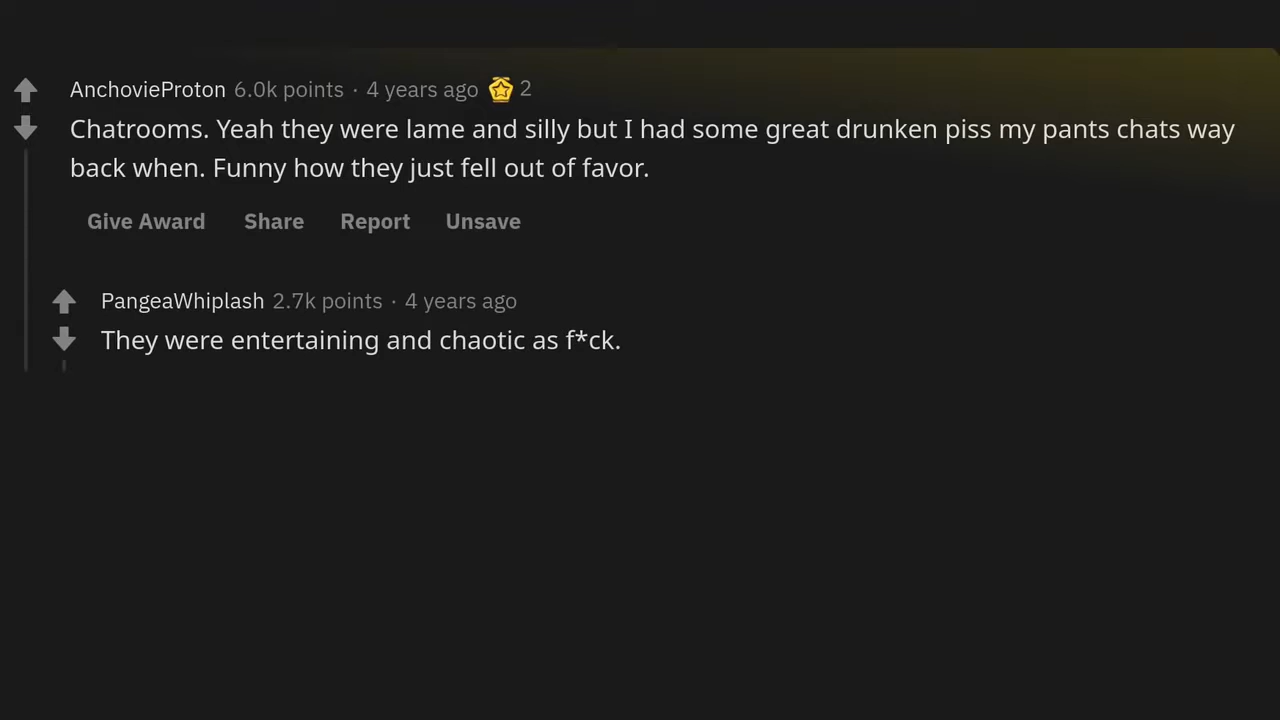 AnchovieProton 6.0k points · 4 years ago 2
Chatrooms. Yeah they were lame and silly but I had some great drunken piss my pants chats way
back when. Funny how they just fell out of favor.
Give Award Share Report Unsave
PangeaWhiplash 2.7k points · 4 years ago
They were entertaining and chaotic as f*ck.